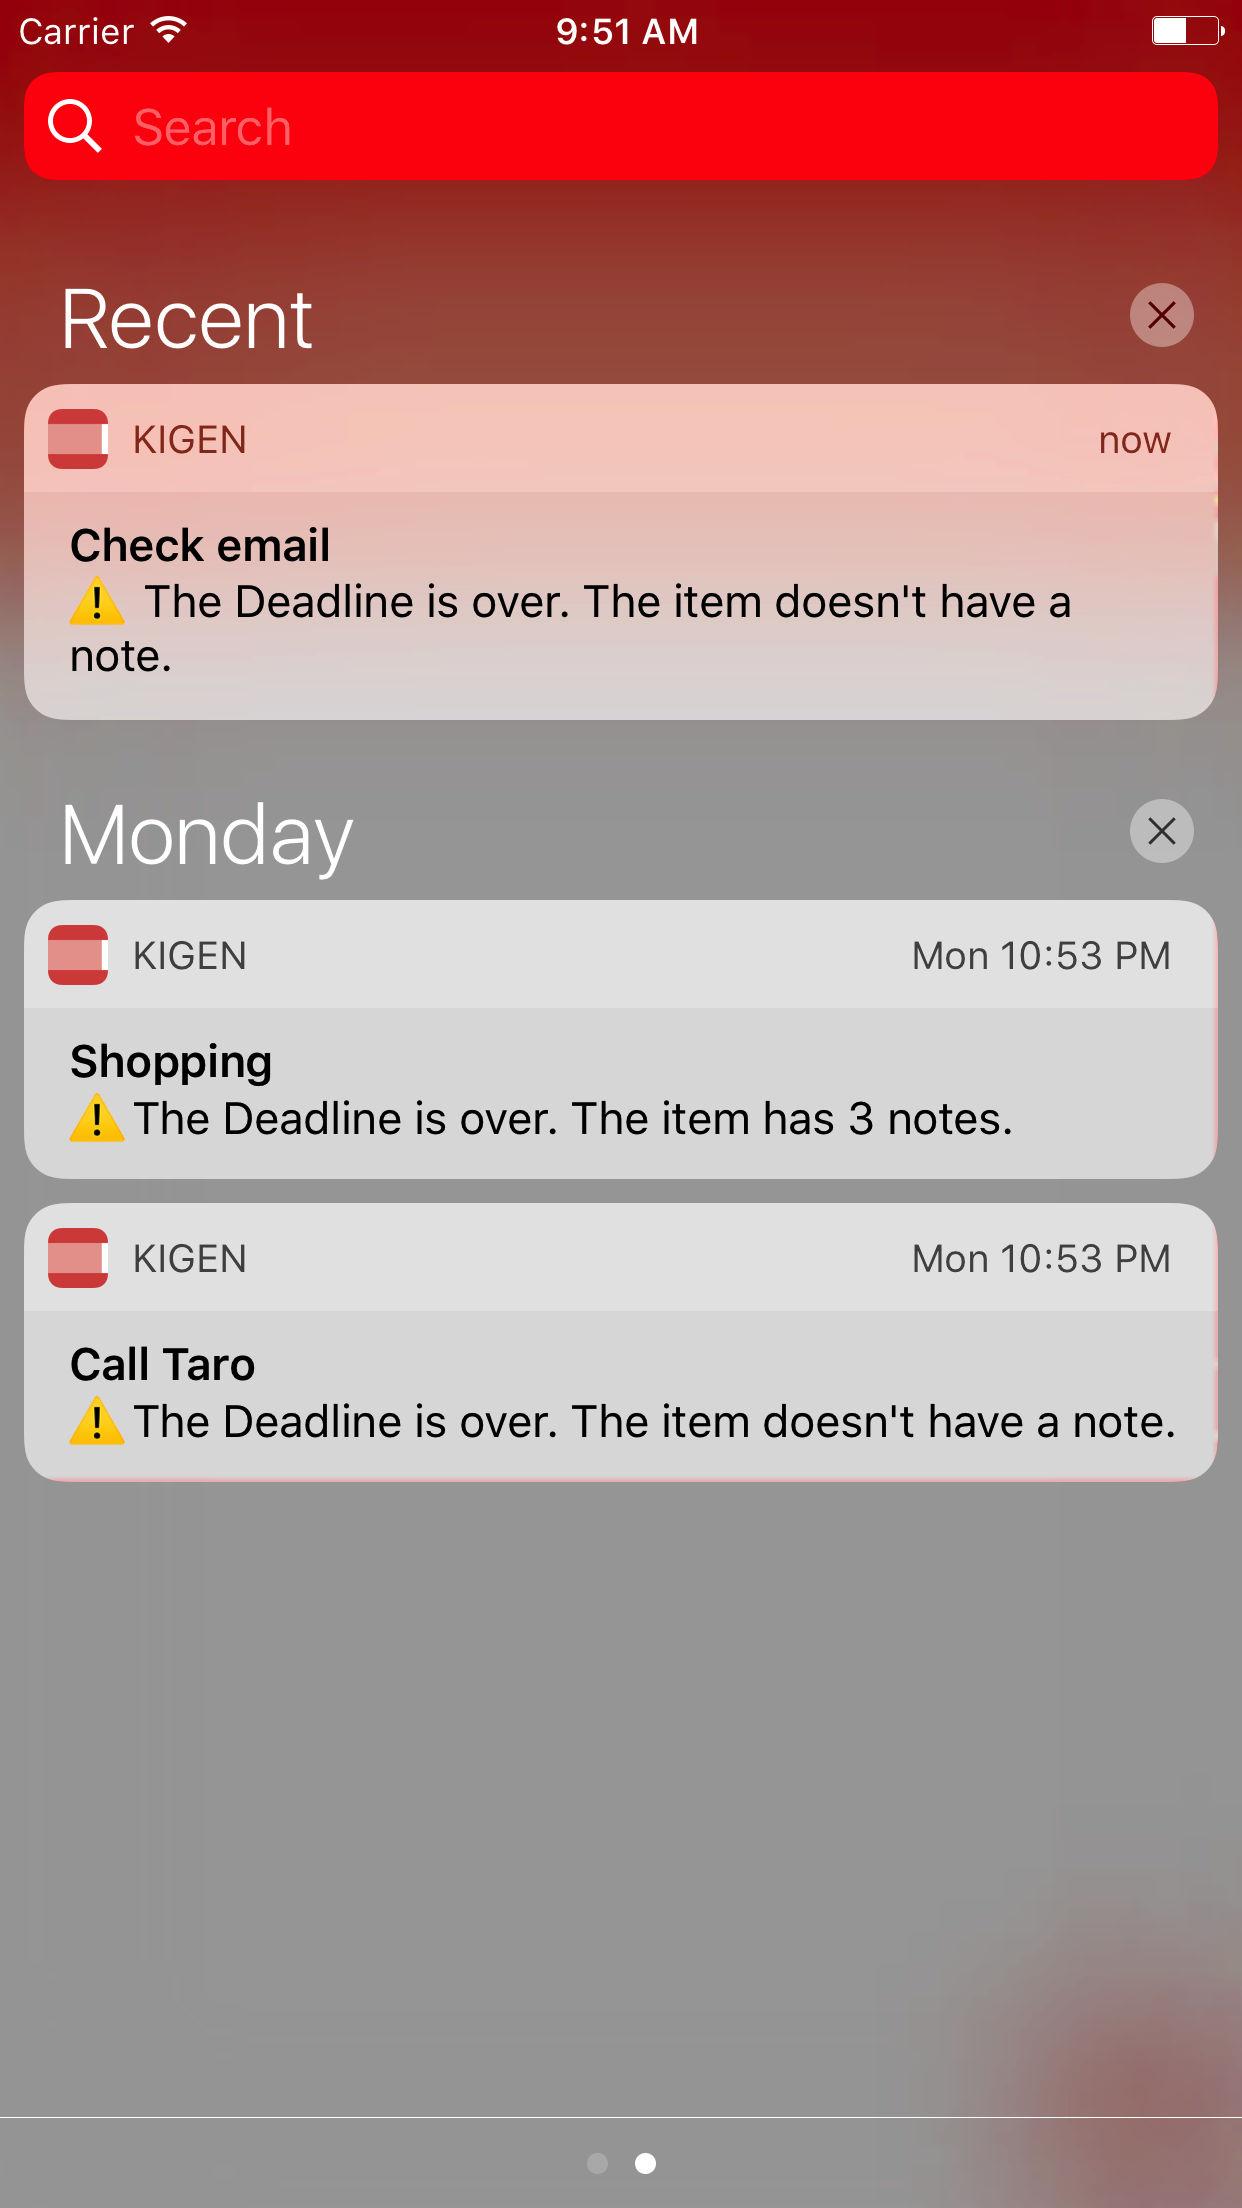 Carrier 9:51 AM
Search
Recent
KIGEN now
Check email
⚠️ The Deadline is over. The item doesn't have a
note.
Monday
KIGEN Mon 10:53 PM
Shopping
⚠️The Deadline is over. The item has 3 notes.
KIGEN Mon 10:53 PM
Call Taro
⚠️The Deadline is over. The item doesn't have a note.